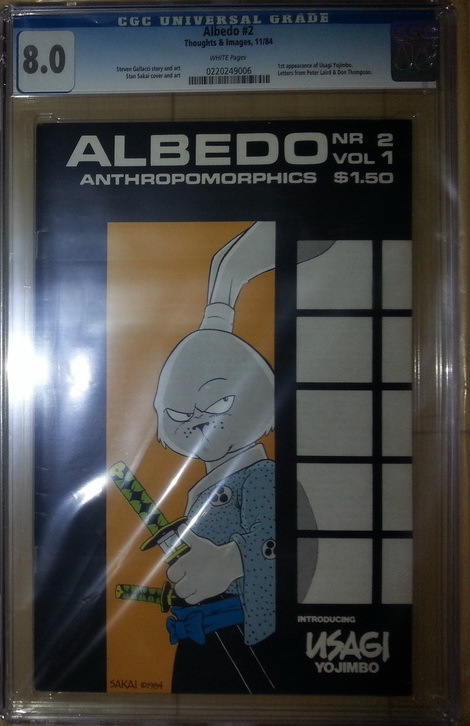 CGC UNIVERSAL GRADE
8.0
Albedo #2
Thoughts & Images, 11/84
WHITE Pages
Steven Gallacci story and art
Stan Sakai cover and art
0220249006
1st appearance of Usagi Yojimbo.
Letters from Peter Laird & Don Thompson.
ALBEDO NR 2
VOL 1
ANTHROPOMORPHICS $1.50
INTRODUCING
USAGI
YOJIMBO
SAKAI ©1984